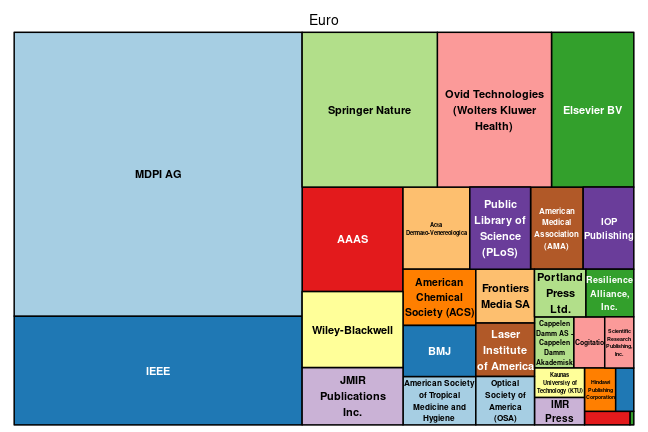 Euro
MDPI AG
IEEE
Springer Nature
Ovid Technologies
(Wolters Kluwer
Health)
Elsevier BV
AAAS
Wiley-Blackwell
JMIR
Publications
Inc.
Acta
Dermato-Venereologica
Public
Library of
Science
(PLoS)
American
Medical
Association
(AMA)
IOP
Publishing
American
Chemical
Society (ACS)
BMJ
American Society
of Tropical
Medicine and
Hygiene
Frontiers
Media SA
Laser
Institute
of America
Optical
Society of
America
(OSA)
Portland
Press
Ltd.
Resilience
Alliance,
Inc.
Cappelen
Damm AS -
Cappelen
Damm
Akademisk
Cogitatio
Scientific
Research
Publishing,
Inc.
Kaunas
University of
Technology (KTU)
IMR
Press
Hindawi
Publishing
Corporation